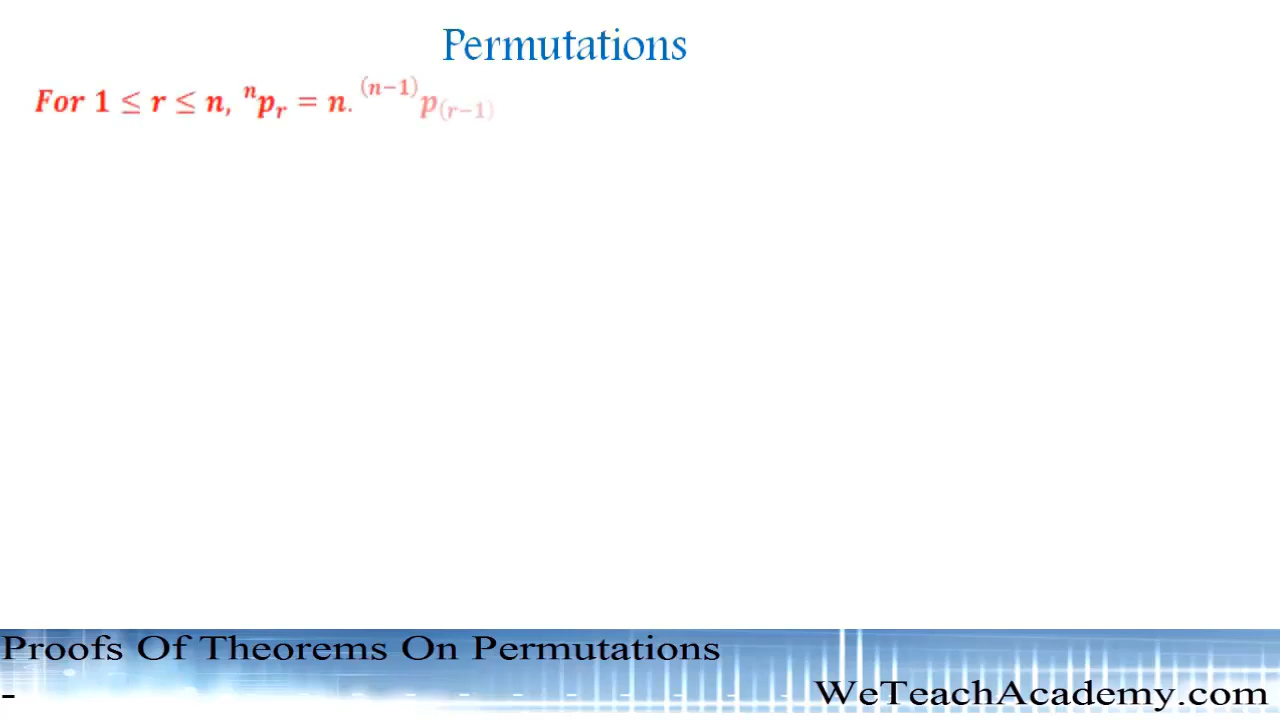 Permutations
For 1 ≤ r ≤ n, ⁿpᵣ = n. ⁽ⁿ⁻¹⁾p₍ᵣ₋₁₎
Proofs Of Theorems On Permutations
-
WeTeachAcademy.com